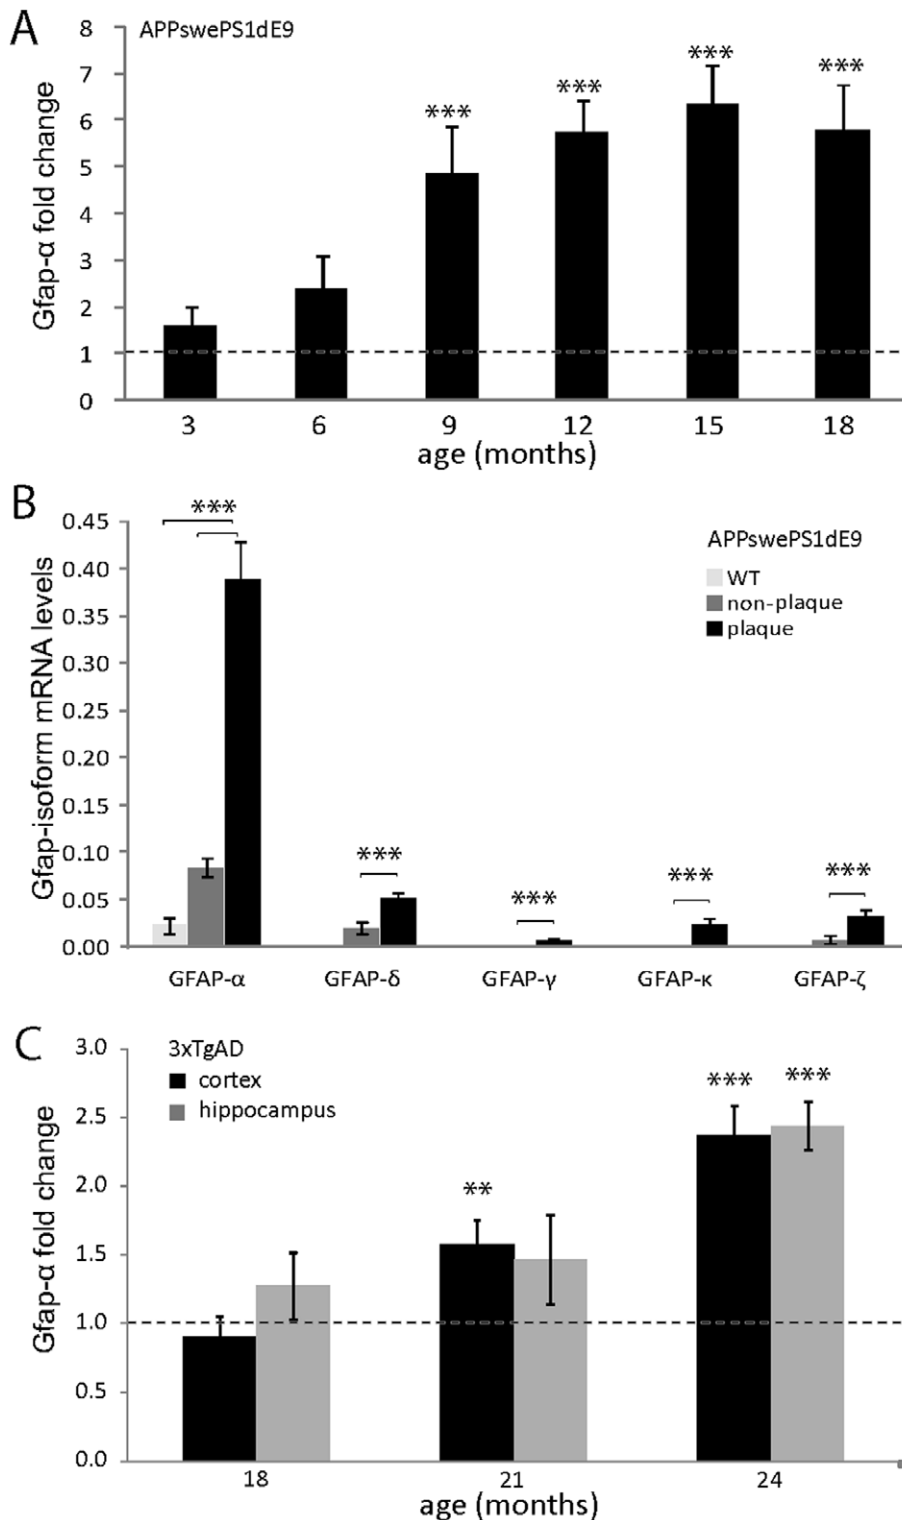 A
APPswePS1dE9
Gfap-α fold change
8
7
6
5
4
3
2
1
0
***
***
***
***
3 6 9 12 15 18
age (months)
B
Gfap-isoform mRNA levels
0.45
0.40
0.35
0.30
0.25
0.20
0.15
0.10
0.05
0.00
***
***
***
***
***
APPswePS1dE9
WT
non-plaque
plaque
GFAP-α GFAP-δ GFAP-γ GFAP-κ GFAP-ζ
C
Gfap-α fold change
3.0
2.5
2.0
1.5
1.0
0.5
0.0
3xTgAD
cortex
hippocampus
**
***
***
18 21 24
age (months)